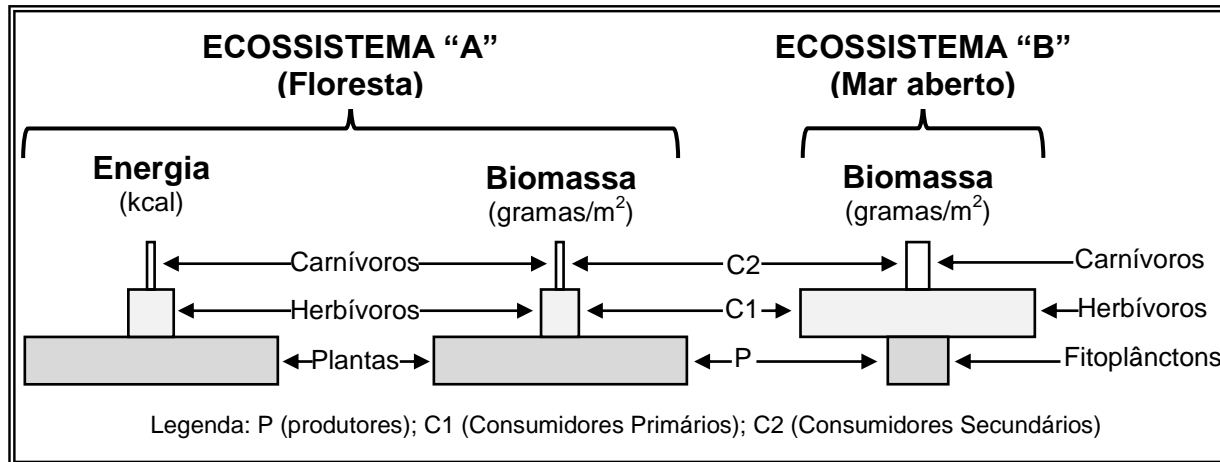 ECOSSISTEMA “A”
(Floresta)
ECOSSISTEMA “B”
(Mar aberto)
Energia
(kcal)
Biomassa
(gramas/m²)
Biomassa
(gramas/m²)
Carnívoros
C2
Carnívoros
Herbívoros
C1
Herbívoros
Plantas
P
Fitoplânctons
Legenda: P (produtores); C1 (Consumidores Primários); C2 (Consumidores Secundários)